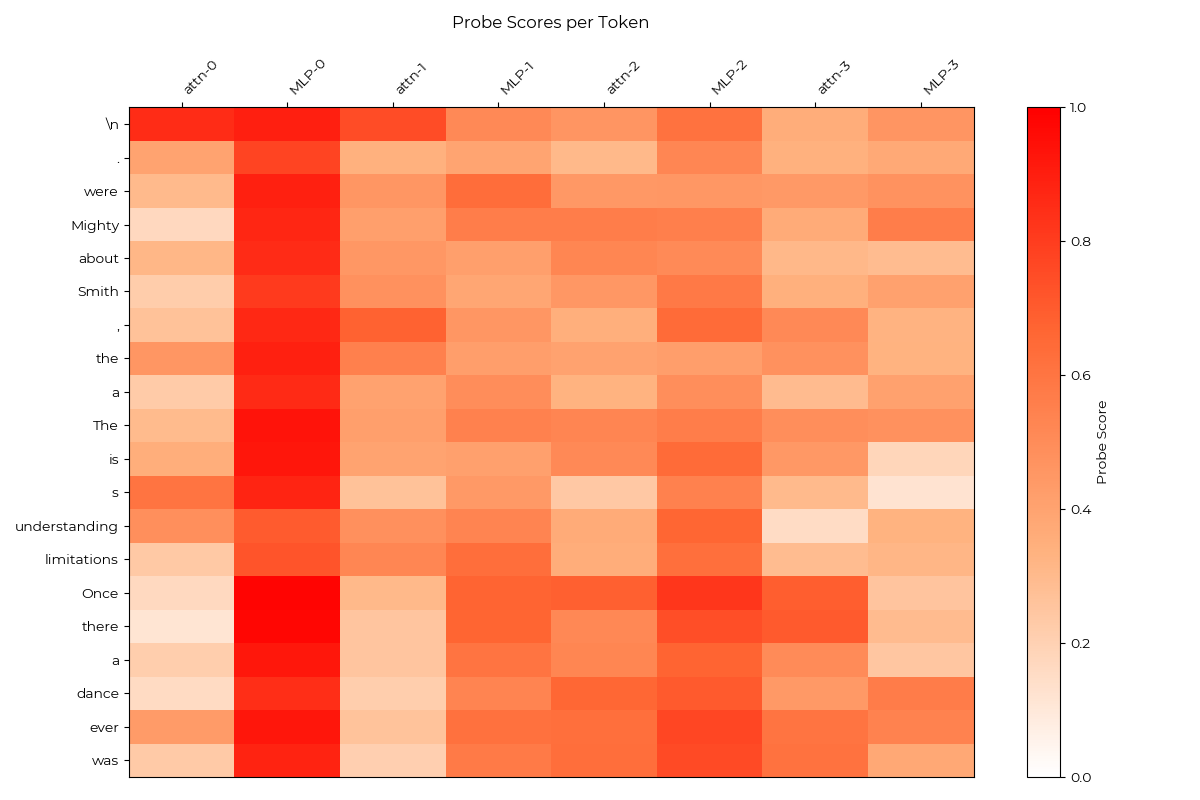 Probe Scores per Token
attn-0 MLP-0 attn-1 MLP-1 attn-2 MLP-2 attn-3 MLP-3
\n
.
were
Mighty
about
Smith
,
the
a
The
is
s
understanding
limitations
Once
there
a
dance
ever
was
1.0
0.8
0.6
0.4
0.2
0.0
Probe Score